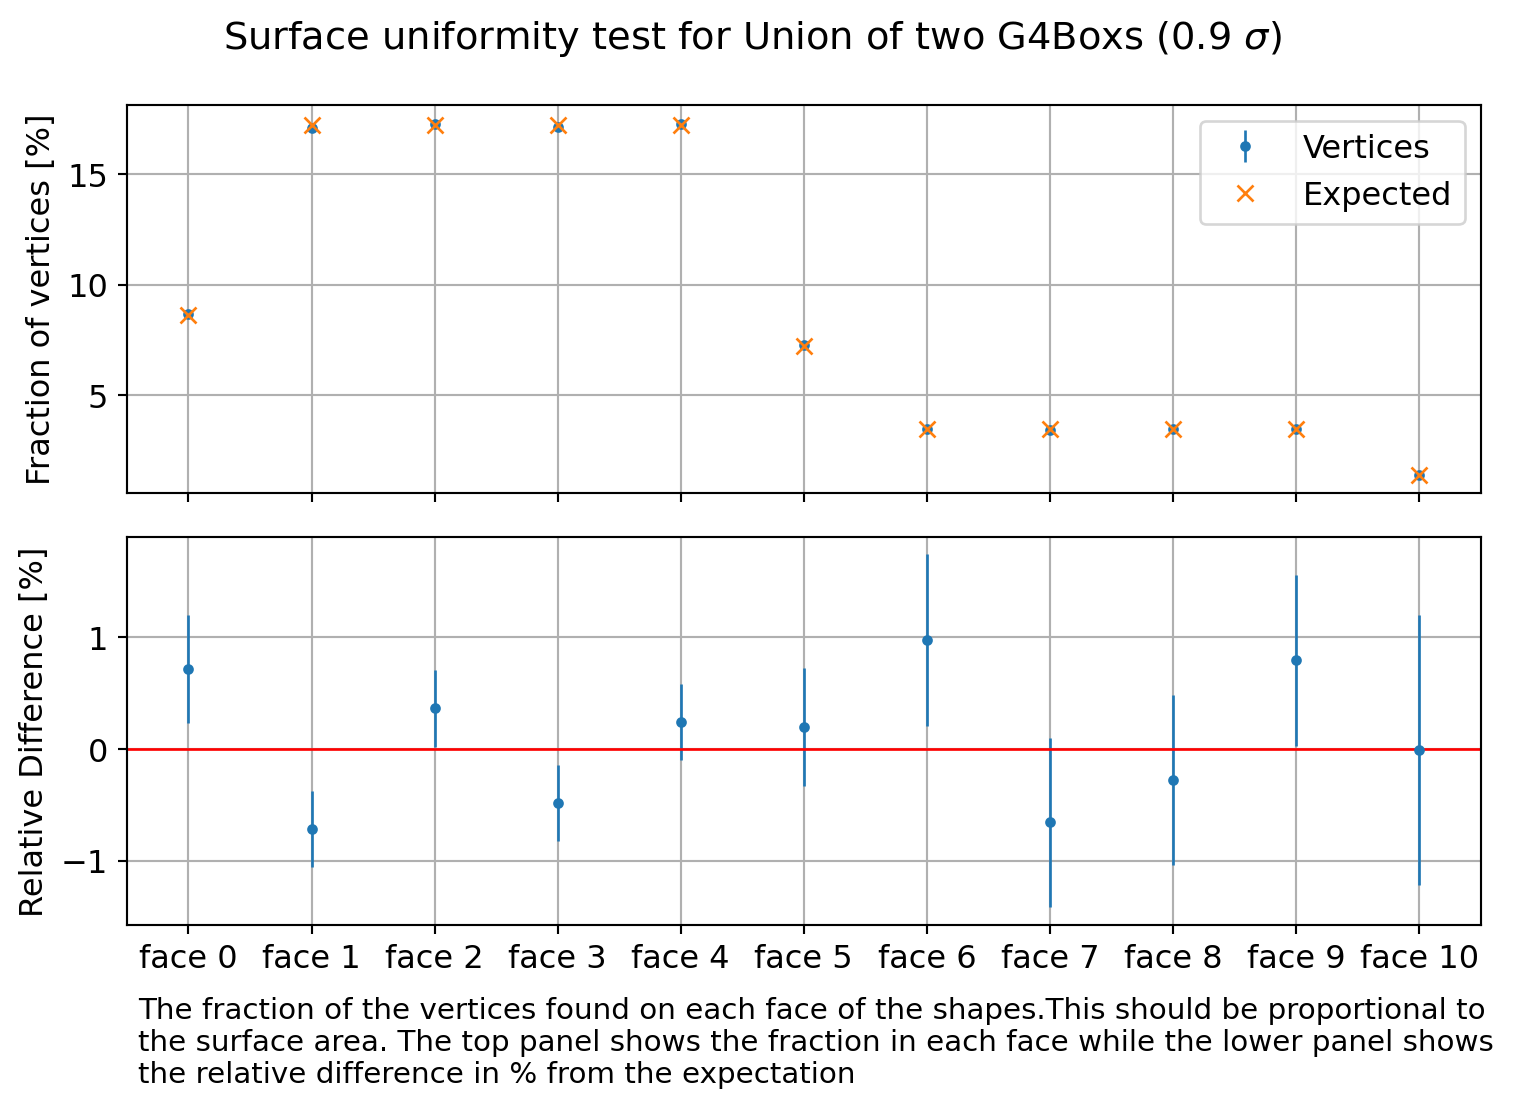 Surface uniformity test for Union of two G4Boxs (0.9 σ)
Fraction of vertices [%]
15
10
5
Vertices
Expected
Relative Difference [%]
1
0
−1
face 0 face 1 face 2 face 3 face 4 face 5 face 6 face 7 face 8 face 9 face 10
The fraction of the vertices found on each face of the shapes.This should be proportional to
the surface area. The top panel shows the fraction in each face while the lower panel shows
the relative difference in % from the expectation